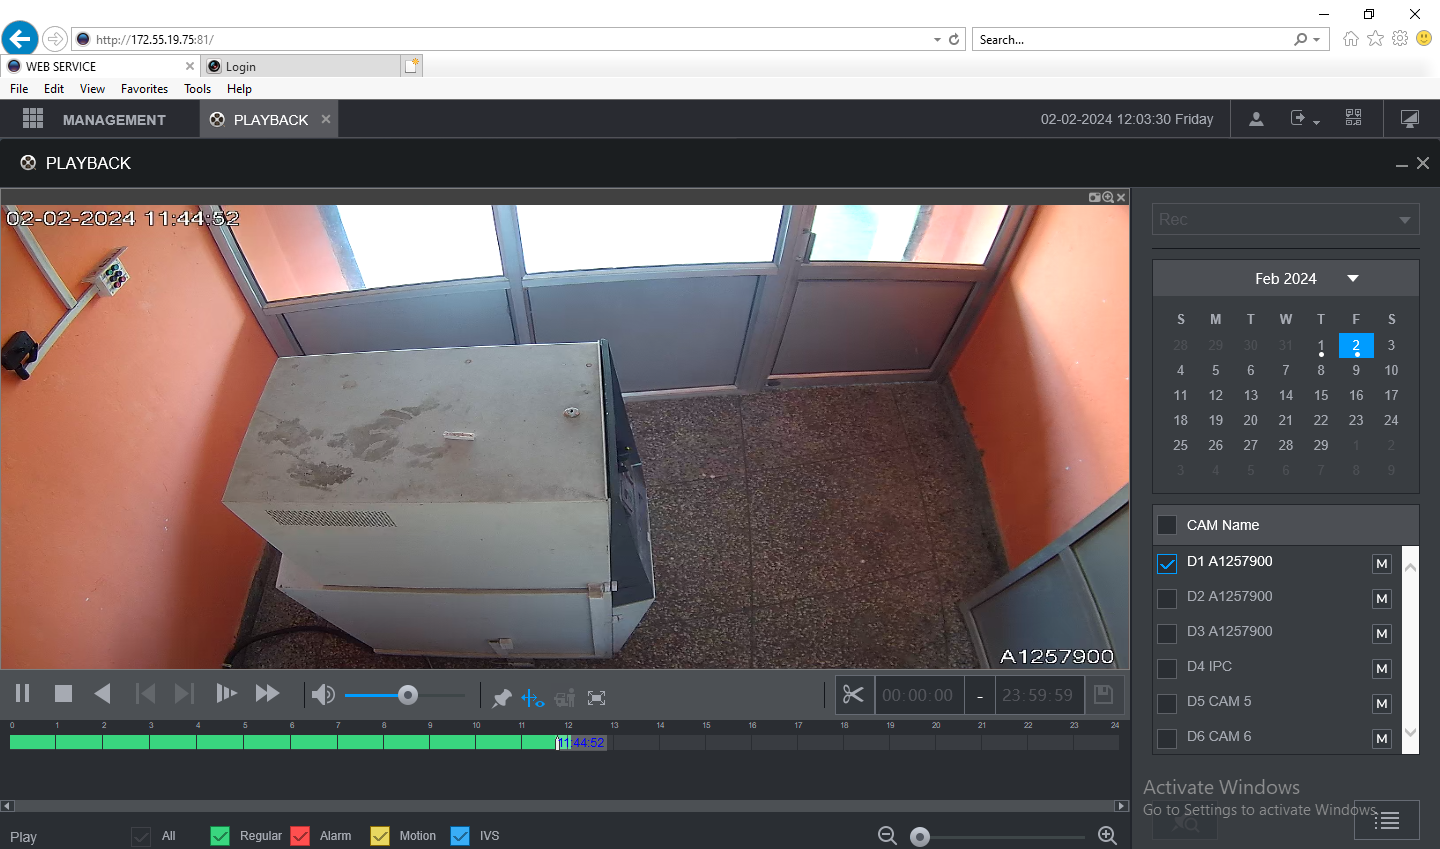 http://172.55.19.75:81/
Search...
WEB SERVICE
Login
File Edit View Favorites Tools Help
MANAGEMENT
PLAYBACK
02-02-2024 12:03:30 Friday
PLAYBACK
02-02-2024 11:44:52
A1257900
Rec
Feb 2024
S M T W T F S
28 29 30 31 1 2 3
4 5 6 7 8 9 10
11 12 13 14 15 16 17
18 19 20 21 22 23 24
25 26 27 28 29 1 2
3 4 5 6 7 8 9
CAM Name
D1 A1257900 M
D2 A1257900 M
D3 A1257900 M
D4 IPC M
D5 CAM 5 M
D6 CAM 6 M
00:00:00 - 23:59:59
0 1 2 3 4 5 6 7 8 9 10 11 12 13 14 15 16 17 18 19 20 21 22 23 24
11:44:52
Activate Windows
Go to Settings to activate Windows.
Play
All Regular Alarm Motion IVS